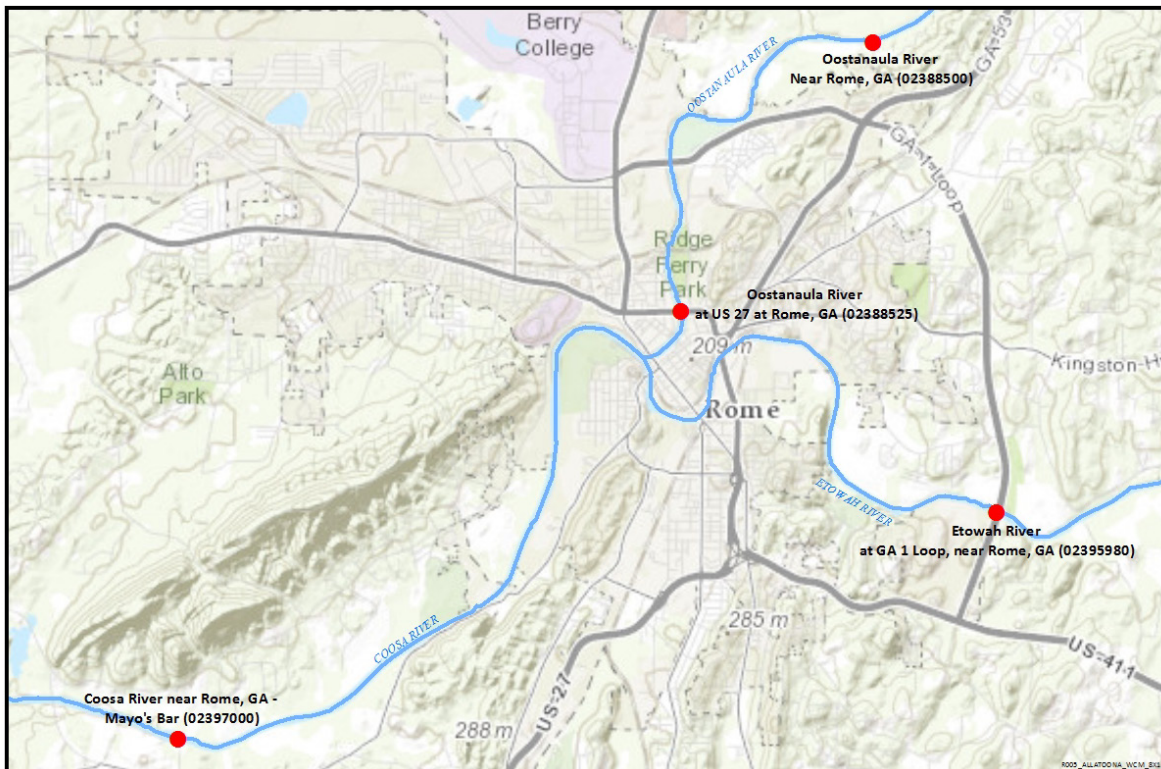 Berry
College
OOSTANAULA RIVER
Oostanaula River
Near Rome, GA (02388500)
GA-53
GA-1-Loop
Ridge
Ferry
Park
Oostanaula River
at US 27 at Rome, GA (02388525)
209 m
Kingston-H
Alto
Park
Rome
ETOWAH RIVER
Etowah River
at GA 1 Loop, near Rome, GA (02395980)
285 m
COOSA RIVER
US-411
US-27
Coosa River near Rome, GA -
Mayo's Bar (02397000)
288 m